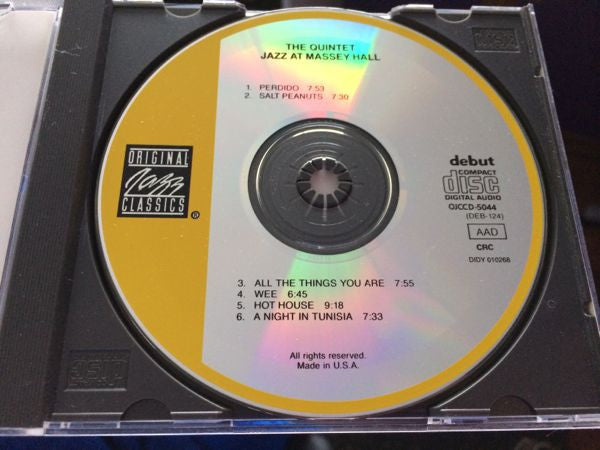 THE QUINTET
JAZZ AT MASSEY HALL
1. PERDIDO 7:53
2. SALT PEANUTS 7:30
ORIGINAL
Jazz
CLASSICS
®
debut
COMPACT
disc
DIGITAL AUDIO
OJCCD-5044
(DEB-124)
AAD
CRC
DIDY 010268
3. ALL THE THINGS YOU ARE 7:55
4. WEE 6:45
5. HOT HOUSE 9:18
6. A NIGHT IN TUNISIA 7:33
All rights reserved.
Made in U.S.A.